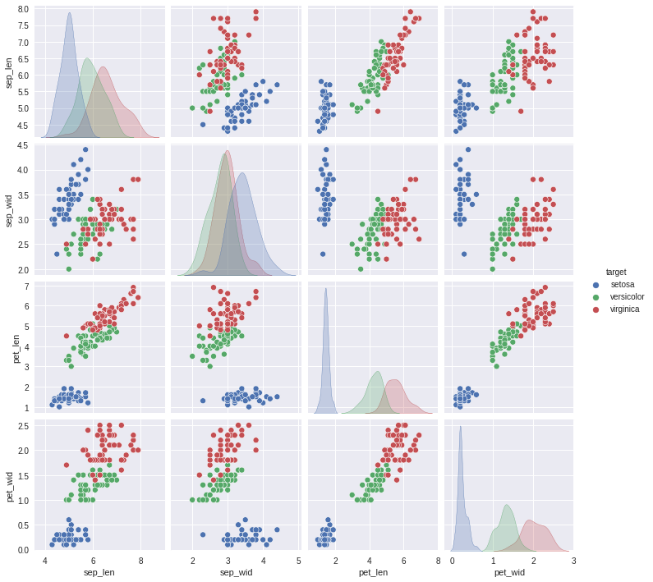 8.0
7.5
7.0
6.5
6.0
5.5
5.0
4.5
sep_len
4.5
4.0
3.5
3.0
2.5
2.0
sep_wid
target
setosa
versicolor
virginica
7
6
5
4
3
2
1
pet_len
2.5
2.0
1.5
1.0
0.5
0.0
pet_wid
4 6 8 2 3 4 5 2 4 6 8 0 1 2 3
sep_len sep_wid pet_len pet_wid